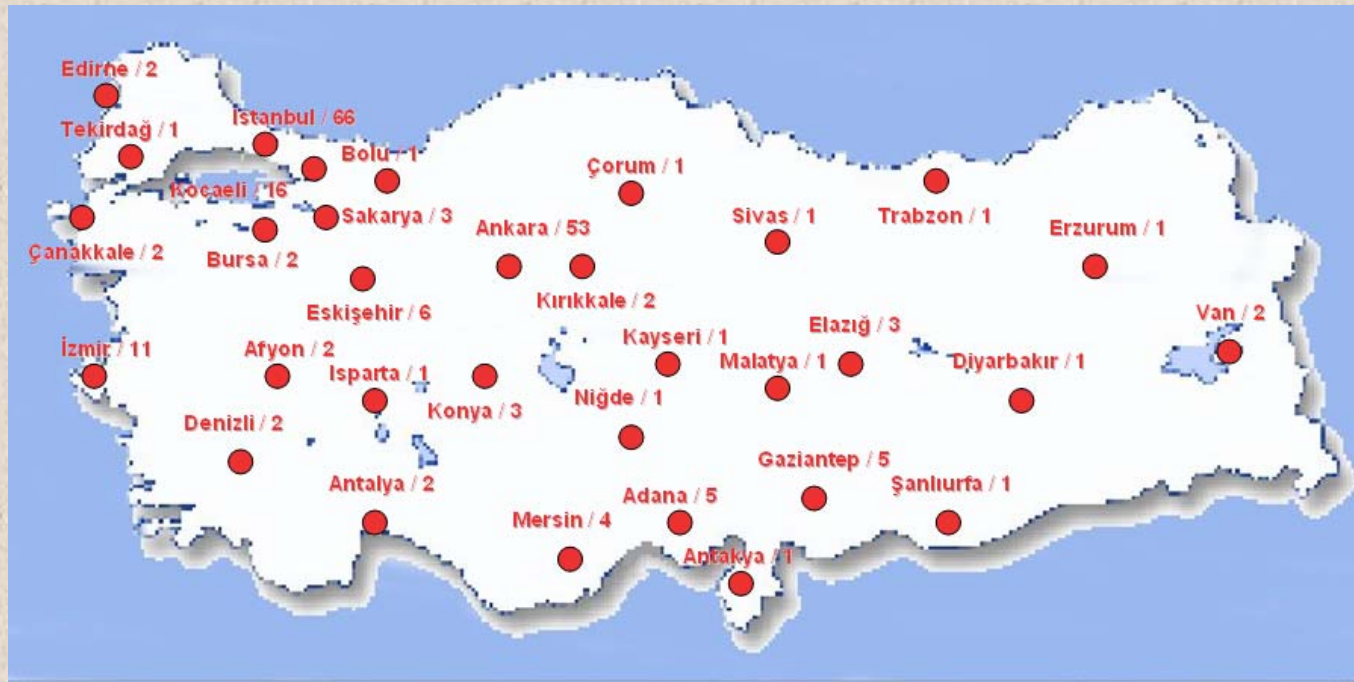 Edirne / 2
Tekirdağ / 1
İstanbul / 66
Bolu / 1
Kocaeli / 16
Sakarya / 3
Çanakkale / 2
Bursa / 2
Eskişehir / 6
Ankara / 53
Kırıkkale / 2
Çorum / 1
Sivas / 1
Trabzon / 1
Erzurum / 1
Van / 2
İzmir / 11
Afyon / 2
Isparta / 1
Konya / 3
Kayseri / 1
Niğde / 1
Malatya / 1
Elazığ / 3
Diyarbakır / 1
Denizli / 2
Antalya / 2
Mersin / 4
Adana / 5
Gaziantep / 5
Şanlıurfa / 1
Antakya / 1